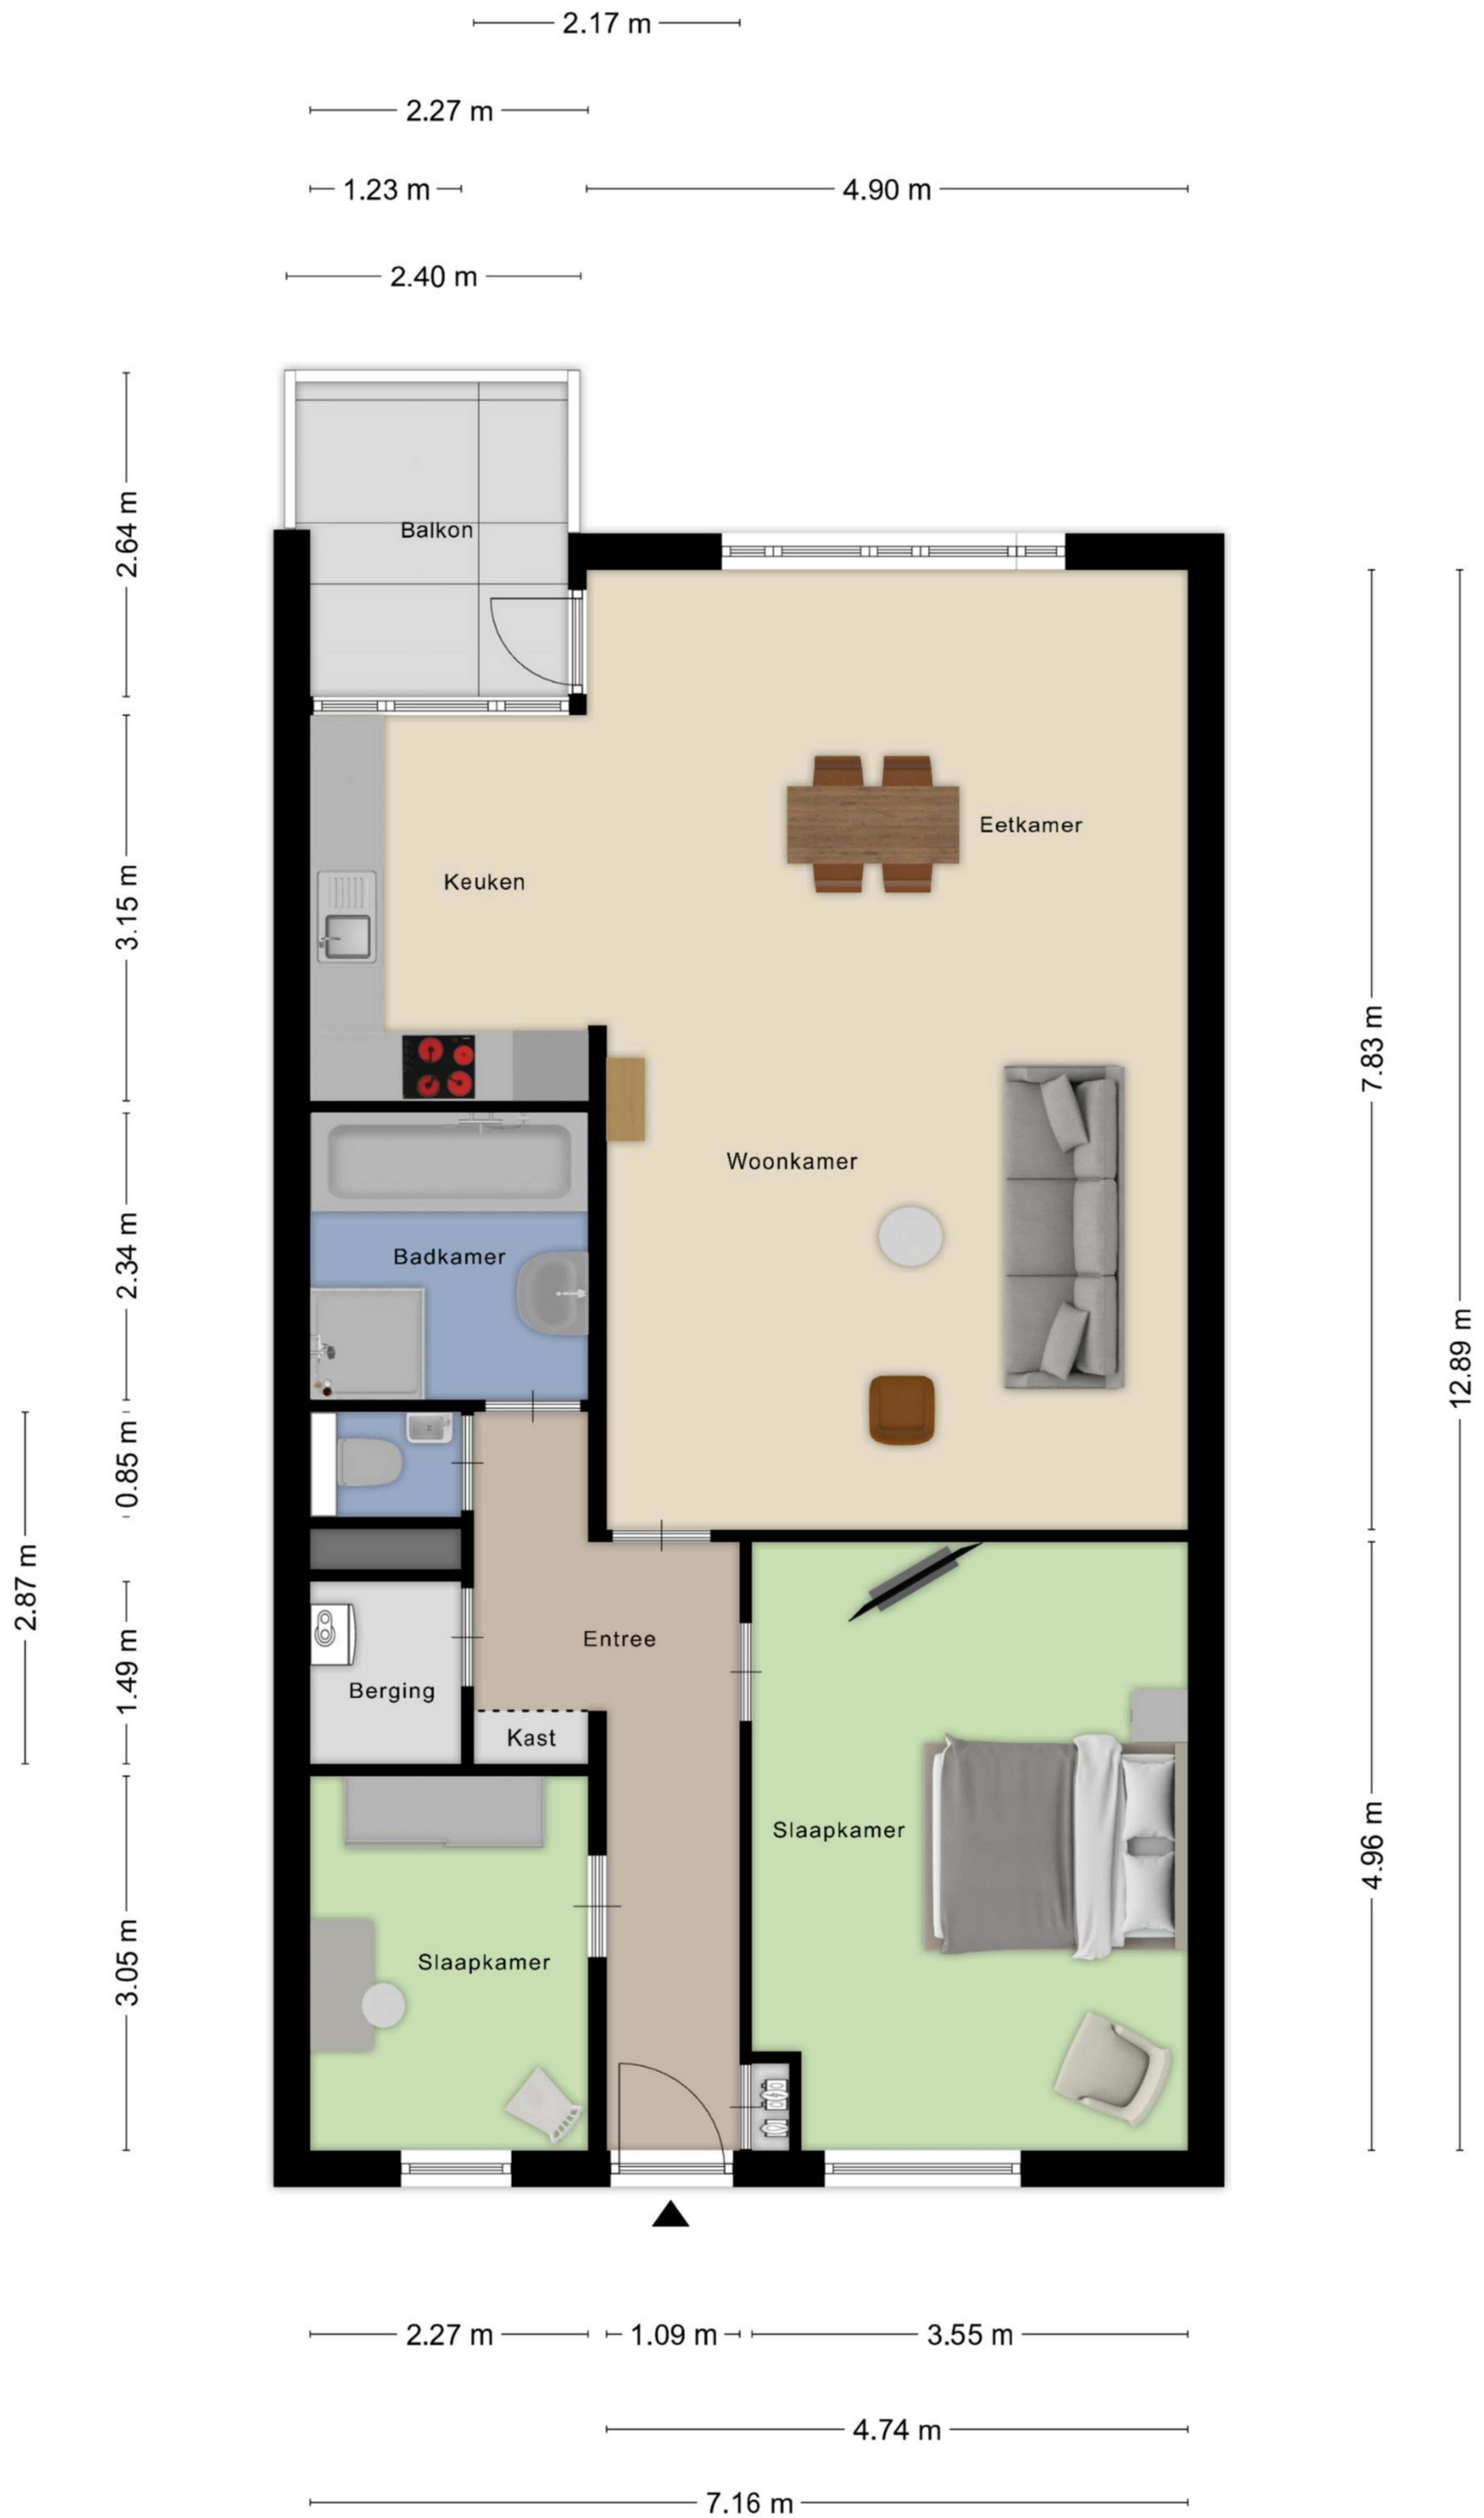 2.17 m
2.27 m
1.23 m
4.90 m
2.40 m
2.64 m
Balkon
Eetkamer
3.15 m
Keuken
7.83 m
Woonkamer
2.34 m
Badkamer
12.89 m
0.85 m
2.87 m
Entree
1.49 m
Berging
Kast
Slaapkamer
4.96 m
3.05 m
Slaapkamer
2.27 m
1.09 m
3.55 m
4.74 m
7.16 m